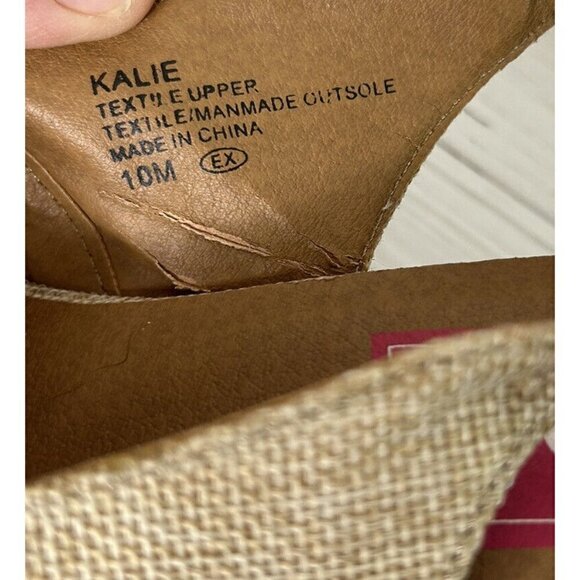 KALIE
TEXTILE UPPER
TEXTILE/MANMADE OUTSOLE
MADE IN CHINA
10M EX